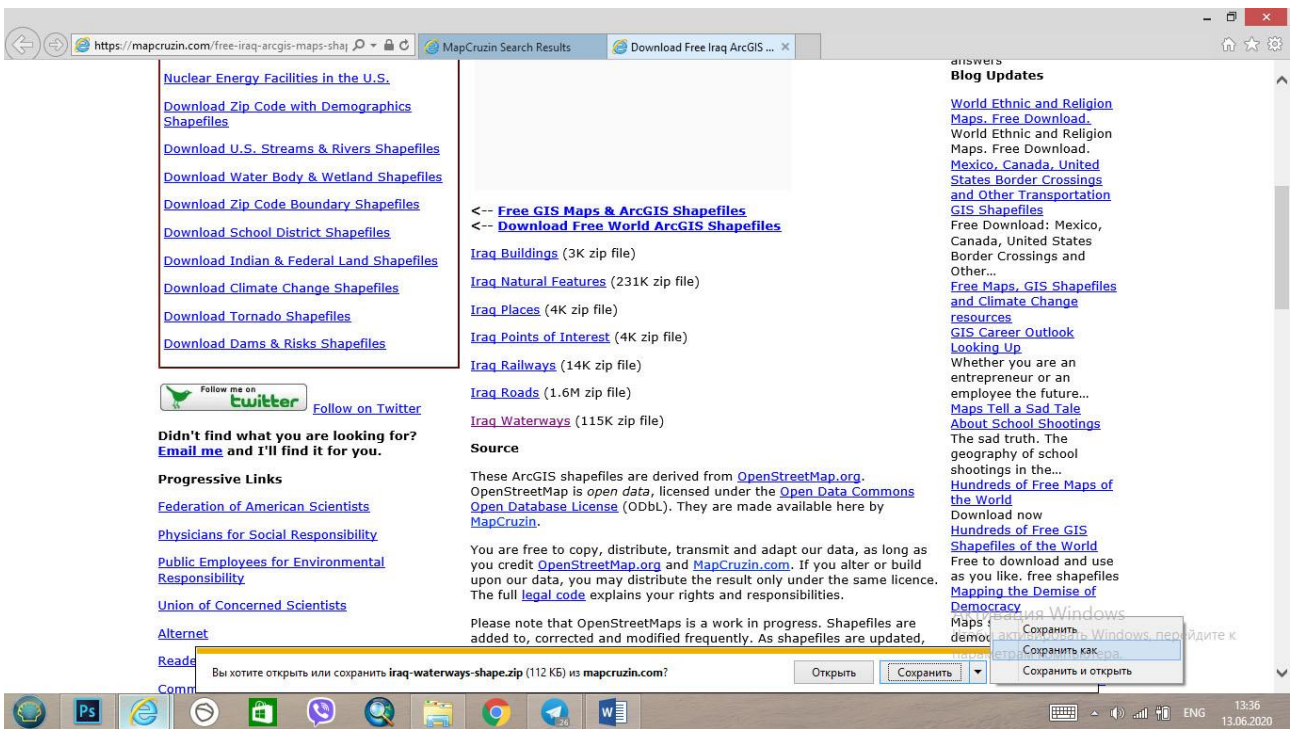 https://mapcruzin.com/free-iraq-arcgis-maps-shap
MapCruzin Search Results
Download Free Iraq ArcGIS ...
Nuclear Energy Facilities in the U.S.
Download Zip Code with Demographics
Shapefiles
Download U.S. Streams & Rivers Shapefiles
Download Water Body & Wetland Shapefiles
Download Zip Code Boundary Shapefiles
Download School District Shapefiles
Download Indian & Federal Land Shapefiles
Download Climate Change Shapefiles
Download Tornado Shapefiles
Download Dams & Risks Shapefiles
Follow me on
twitter
Follow on Twitter
Didn't find what you are looking for?
Email me and I'll find it for you.
Progressive Links
Federation of American Scientists
Physicians for Social Responsibility
Public Employees for Environmental
Responsibility
Union of Concerned Scientists
Alternet
Reade
Comm
<-- Free GIS Maps & ArcGIS Shapefiles
<-- Download Free World ArcGIS Shapefiles
Iraq Buildings (3K zip file)
Iraq Natural Features (231K zip file)
Iraq Places (4K zip file)
Iraq Points of Interest (4K zip file)
Iraq Railways (14K zip file)
Iraq Roads (1.6M zip file)
Iraq Waterways (115K zip file)
Source
These ArcGIS shapefiles are derived from OpenStreetMap.org.
OpenStreetMap is open data, licensed under the Open Data Commons
Open Database License (ODbL). They are made available here by
MapCruzin.
You are free to copy, distribute, transmit and adapt our data, as long as
you credit OpenStreetMap.org and MapCruzin.com. If you alter or build
upon our data, you may distribute the result only under the same licence.
The full legal code explains your rights and responsibilities.
Please note that OpenStreetMaps is a work in progress. Shapefiles are
added to, corrected and modified frequently. As shapefiles are updated,
answers
Blog Updates
World Ethnic and Religion
Maps. Free Download.
World Ethnic and Religion
Maps. Free Download.
Mexico, Canada, United
States Border Crossings
and Other Transportation
GIS Shapefiles
Free Download: Mexico,
Canada, United States
Border Crossings and
Other...
Free Maps, GIS Shapefiles
and Climate Change
resources
GIS Career Outlook
Looking Up
Whether you are an
entrepreneur or an
employee the future...
Maps Tell a Sad Tale
About School Shootings
The sad truth. The
geography of school
shootings in the...
Hundreds of Free Maps of
the World
Download now
Hundreds of Free GIS
Shapefiles of the World
Free to download and use
as you like. free shapefiles
Mapping the Demise of
Democracy
Maps s
democ
Активация Windows
активировать Windows, перейдите к
параметрам компьютера.
Сохранить
Сохранить как
Сохранить и открыть
Вы хотите открыть или сохранить iraq-waterways-shape.zip (112 КБ) из mapcruzin.com?
Открыть
Сохранить
Ps
26
ENG
13:36
13.06.2020